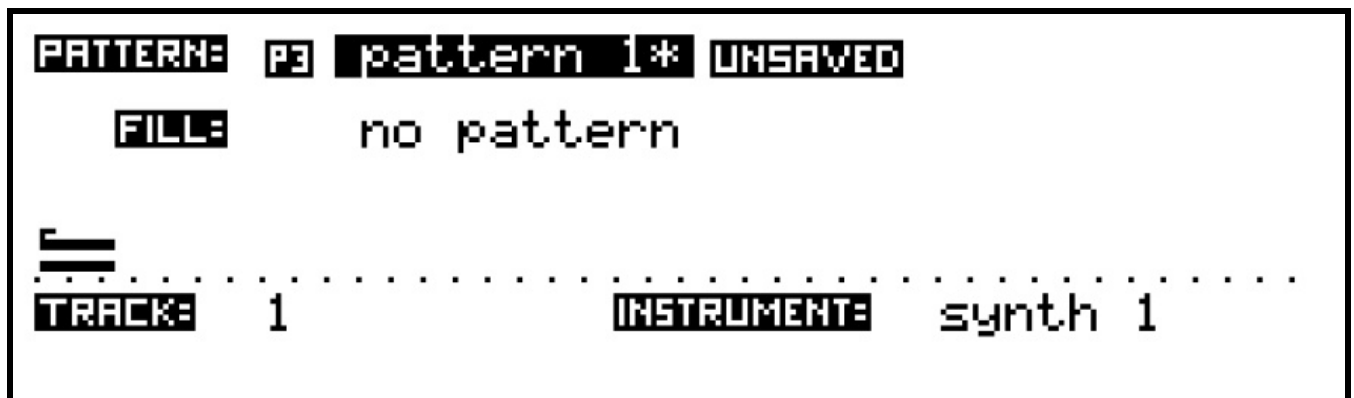 PATTERN: P3 pattern 1* UNSAVED
FILL: no pattern
TRACK: 1 INSTRUMENT: synth 1